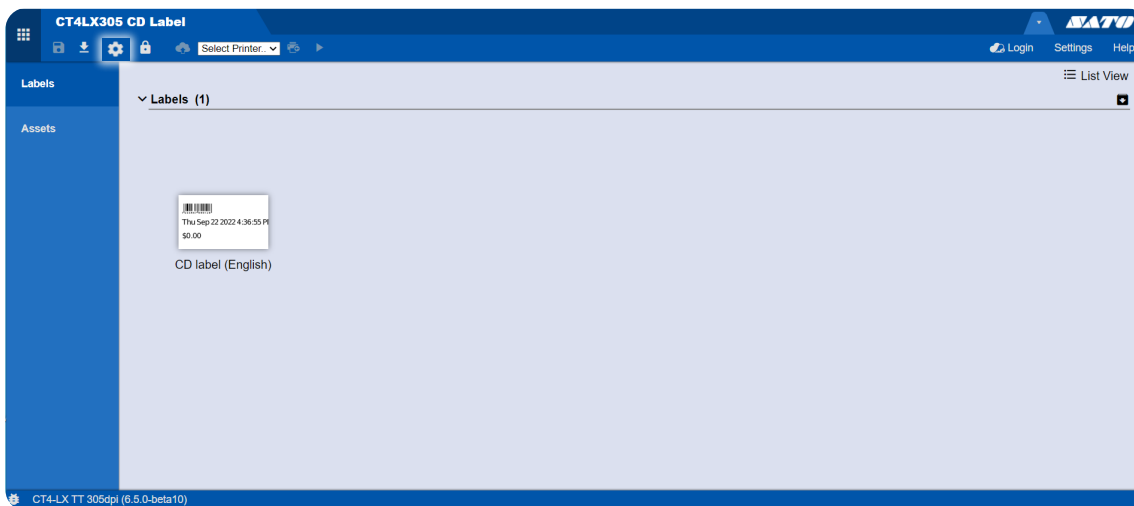 CT4LX305 CD Label
SATO
Select Printer..
Login
Settings
Help
Labels
Assets
List View
Labels (1)
Thu Sep 22 2022 4:36:55 P
$0.00
CD label (English)
CT4-LX TT 305dpi (6.5.0-beta10)